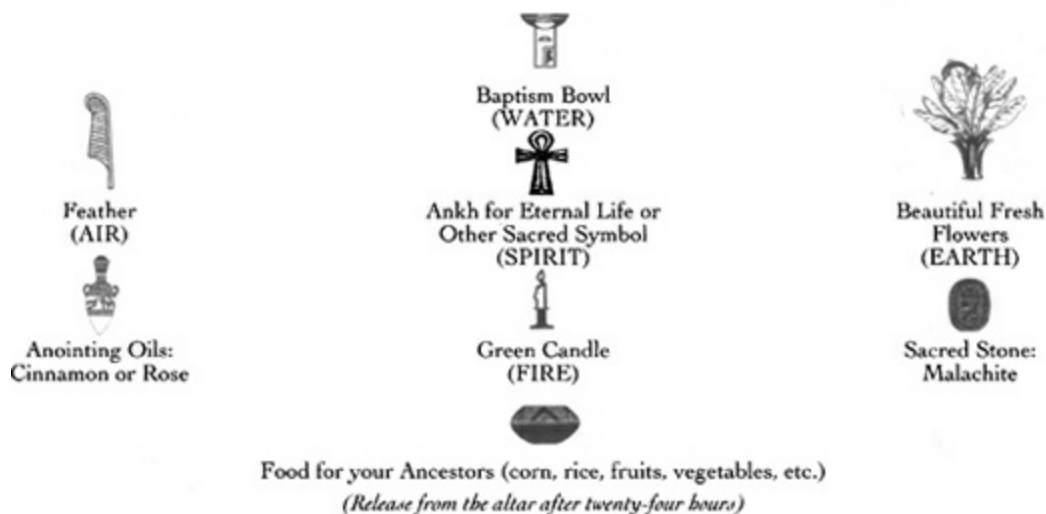 Baptism Bowl
(WATER)
Feather
(AIR)
Ankh for Eternal Life or
Other Sacred Symbol
(SPIRIT)
Beautiful Fresh
Flowers
(EARTH)
Anointing Oils:
Cinnamon or Rose
Green Candle
(FIRE)
Sacred Stone:
Malachite
Food for your Ancestors (corn, rice, fruits, vegetables, etc.)
(Release from the altar after twenty-four hours)